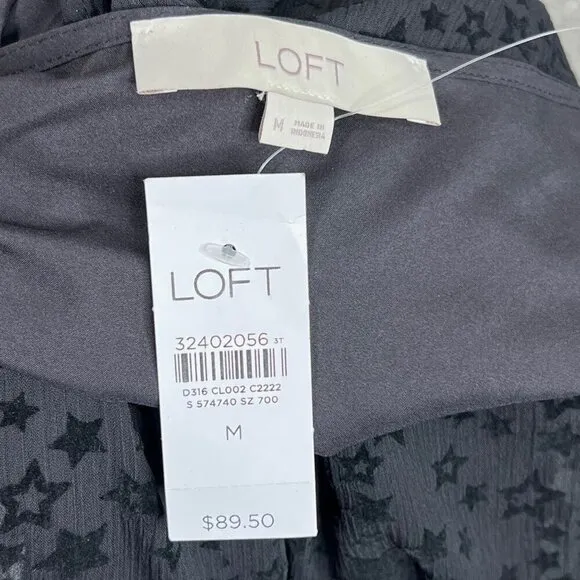 LOFT
M MADE IN
INDONESIA
LOFT
32402056 3T
D316 CL002 C2222
S 574740 SZ 700
M
$89.50